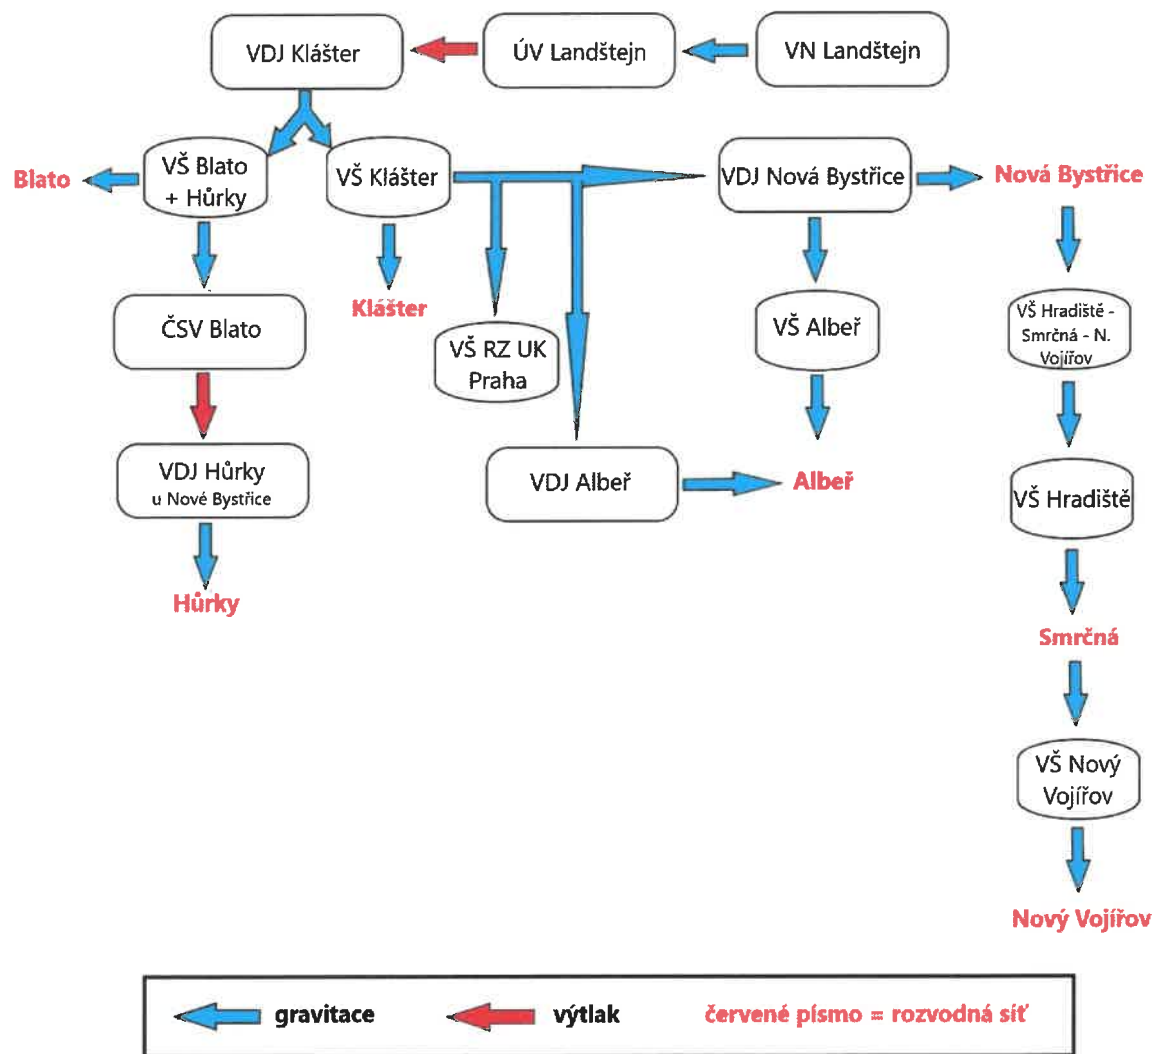 VDJ Klášter
ÚV Landštejn
VN Landštejn
Blato
VŠ Blato
+ Hůrky
VŠ Klášter
VDJ Nová Bystřice
Nová Bystřice
Klášter
ČSV Blato
VŠ RZ UK
Praha
VŠ Albeř
VŠ Hradiště -
Smrčná - N.
Vojířov
VDJ Hůrky
u Nové Bystřice
VDJ Albeř
Albeř
VŠ Hradiště
Hůrky
Smrčná
VŠ Nový
Vojířov
Nový Vojířov
gravitace
výtlak
červené písmo = rozvodná síť